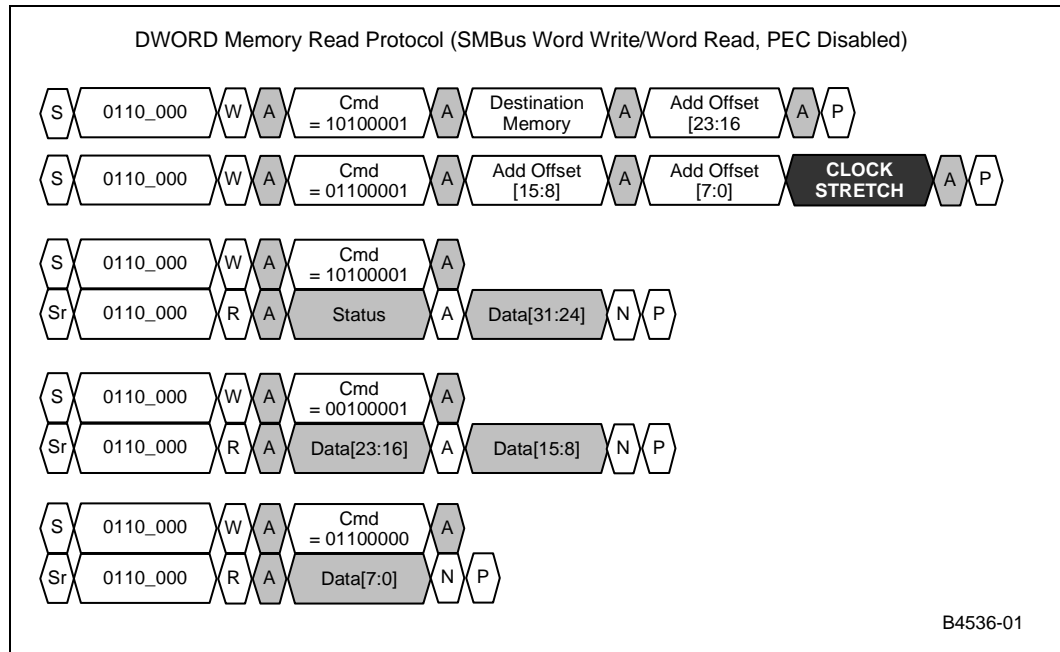 DWORD Memory Read Protocol (SMBus Word Write/Word Read, PEC Disabled)
S 0110_000 W A Cmd = 10100001 A Destination Memory A Add Offset [23:16 A P
S 0110_000 W A Cmd = 01100001 A Add Offset [15:8] A Add Offset [7:0] CLOCK STRETCH A P
S 0110_000 W A Cmd = 10100001 A
Sr 0110_000 R A Status A Data[31:24] N P
S 0110_000 W A Cmd = 00100001 A
Sr 0110_000 R A Data[23:16] A Data[15:8] N P
S 0110_000 W A Cmd = 01100000 A
Sr 0110_000 R A Data[7:0] N P
B4536-01